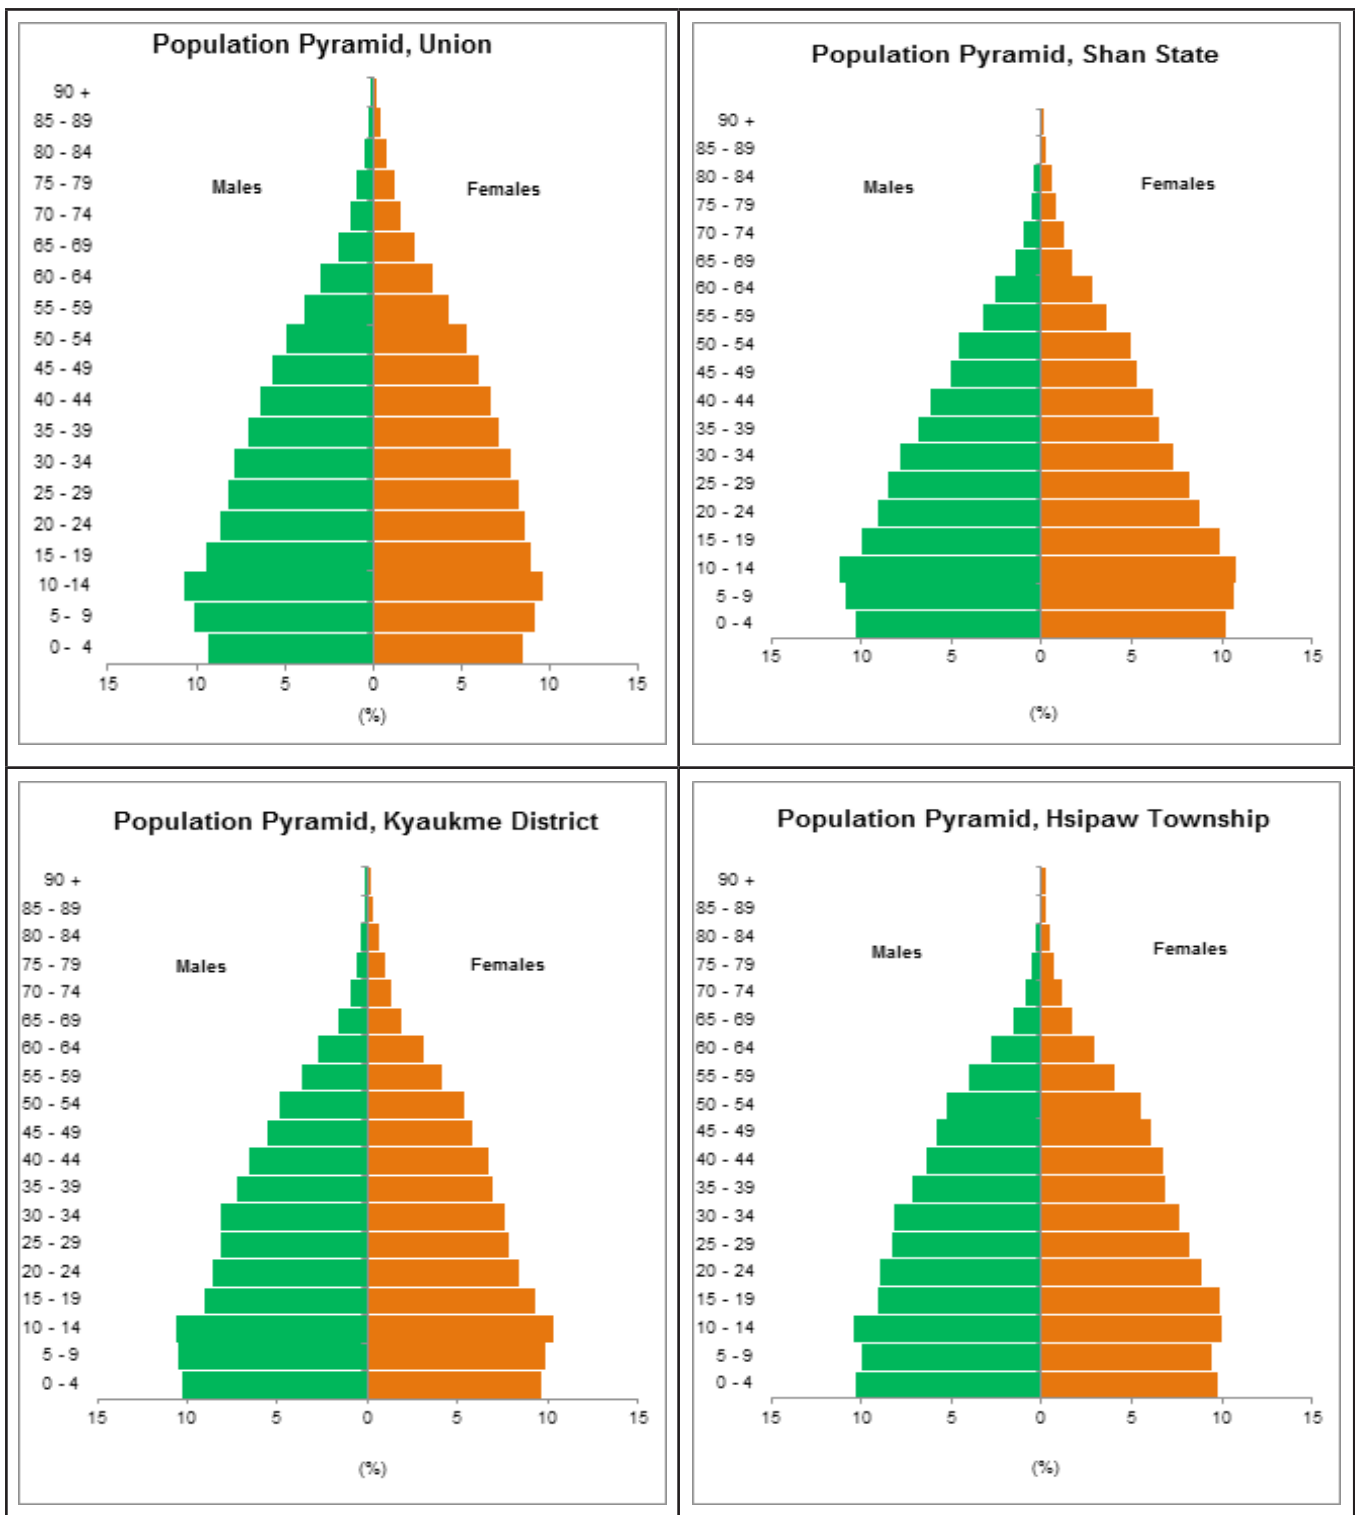 Population Pyramid, Union
90 +
85 - 89
80 - 84
75 - 79
70 - 74
65 - 69
60 - 64
55 - 59
50 - 54
45 - 49
40 - 44
35 - 39
30 - 34
25 - 29
20 - 24
15 - 19
10 -14
5 - 9
0 - 4
Males
Females
15 10 5 0 5 10 15
(%)
Population Pyramid, Shan State
90 +
85 - 89
80 - 84
75 - 79
70 - 74
65 - 69
60 - 64
55 - 59
50 - 54
45 - 49
40 - 44
35 - 39
30 - 34
25 - 29
20 - 24
15 - 19
10 - 14
5 - 9
0 - 4
Males
Females
15 10 5 0 5 10 15
(%)
Population Pyramid, Kyaukme District
90 +
85 - 89
80 - 84
75 - 79
70 - 74
65 - 69
60 - 64
55 - 59
50 - 54
45 - 49
40 - 44
35 - 39
30 - 34
25 - 29
20 - 24
15 - 19
10 - 14
5 - 9
0 - 4
Males
Females
15 10 5 0 5 10 15
(%)
Population Pyramid, Hsipaw Township
90 +
85 - 89
80 - 84
75 - 79
70 - 74
65 - 69
60 - 64
55 - 59
50 - 54
45 - 49
40 - 44
35 - 39
30 - 34
25 - 29
20 - 24
15 - 19
10 - 14
5 - 9
0 - 4
Males
Females
15 10 5 0 5 10 15
(%)